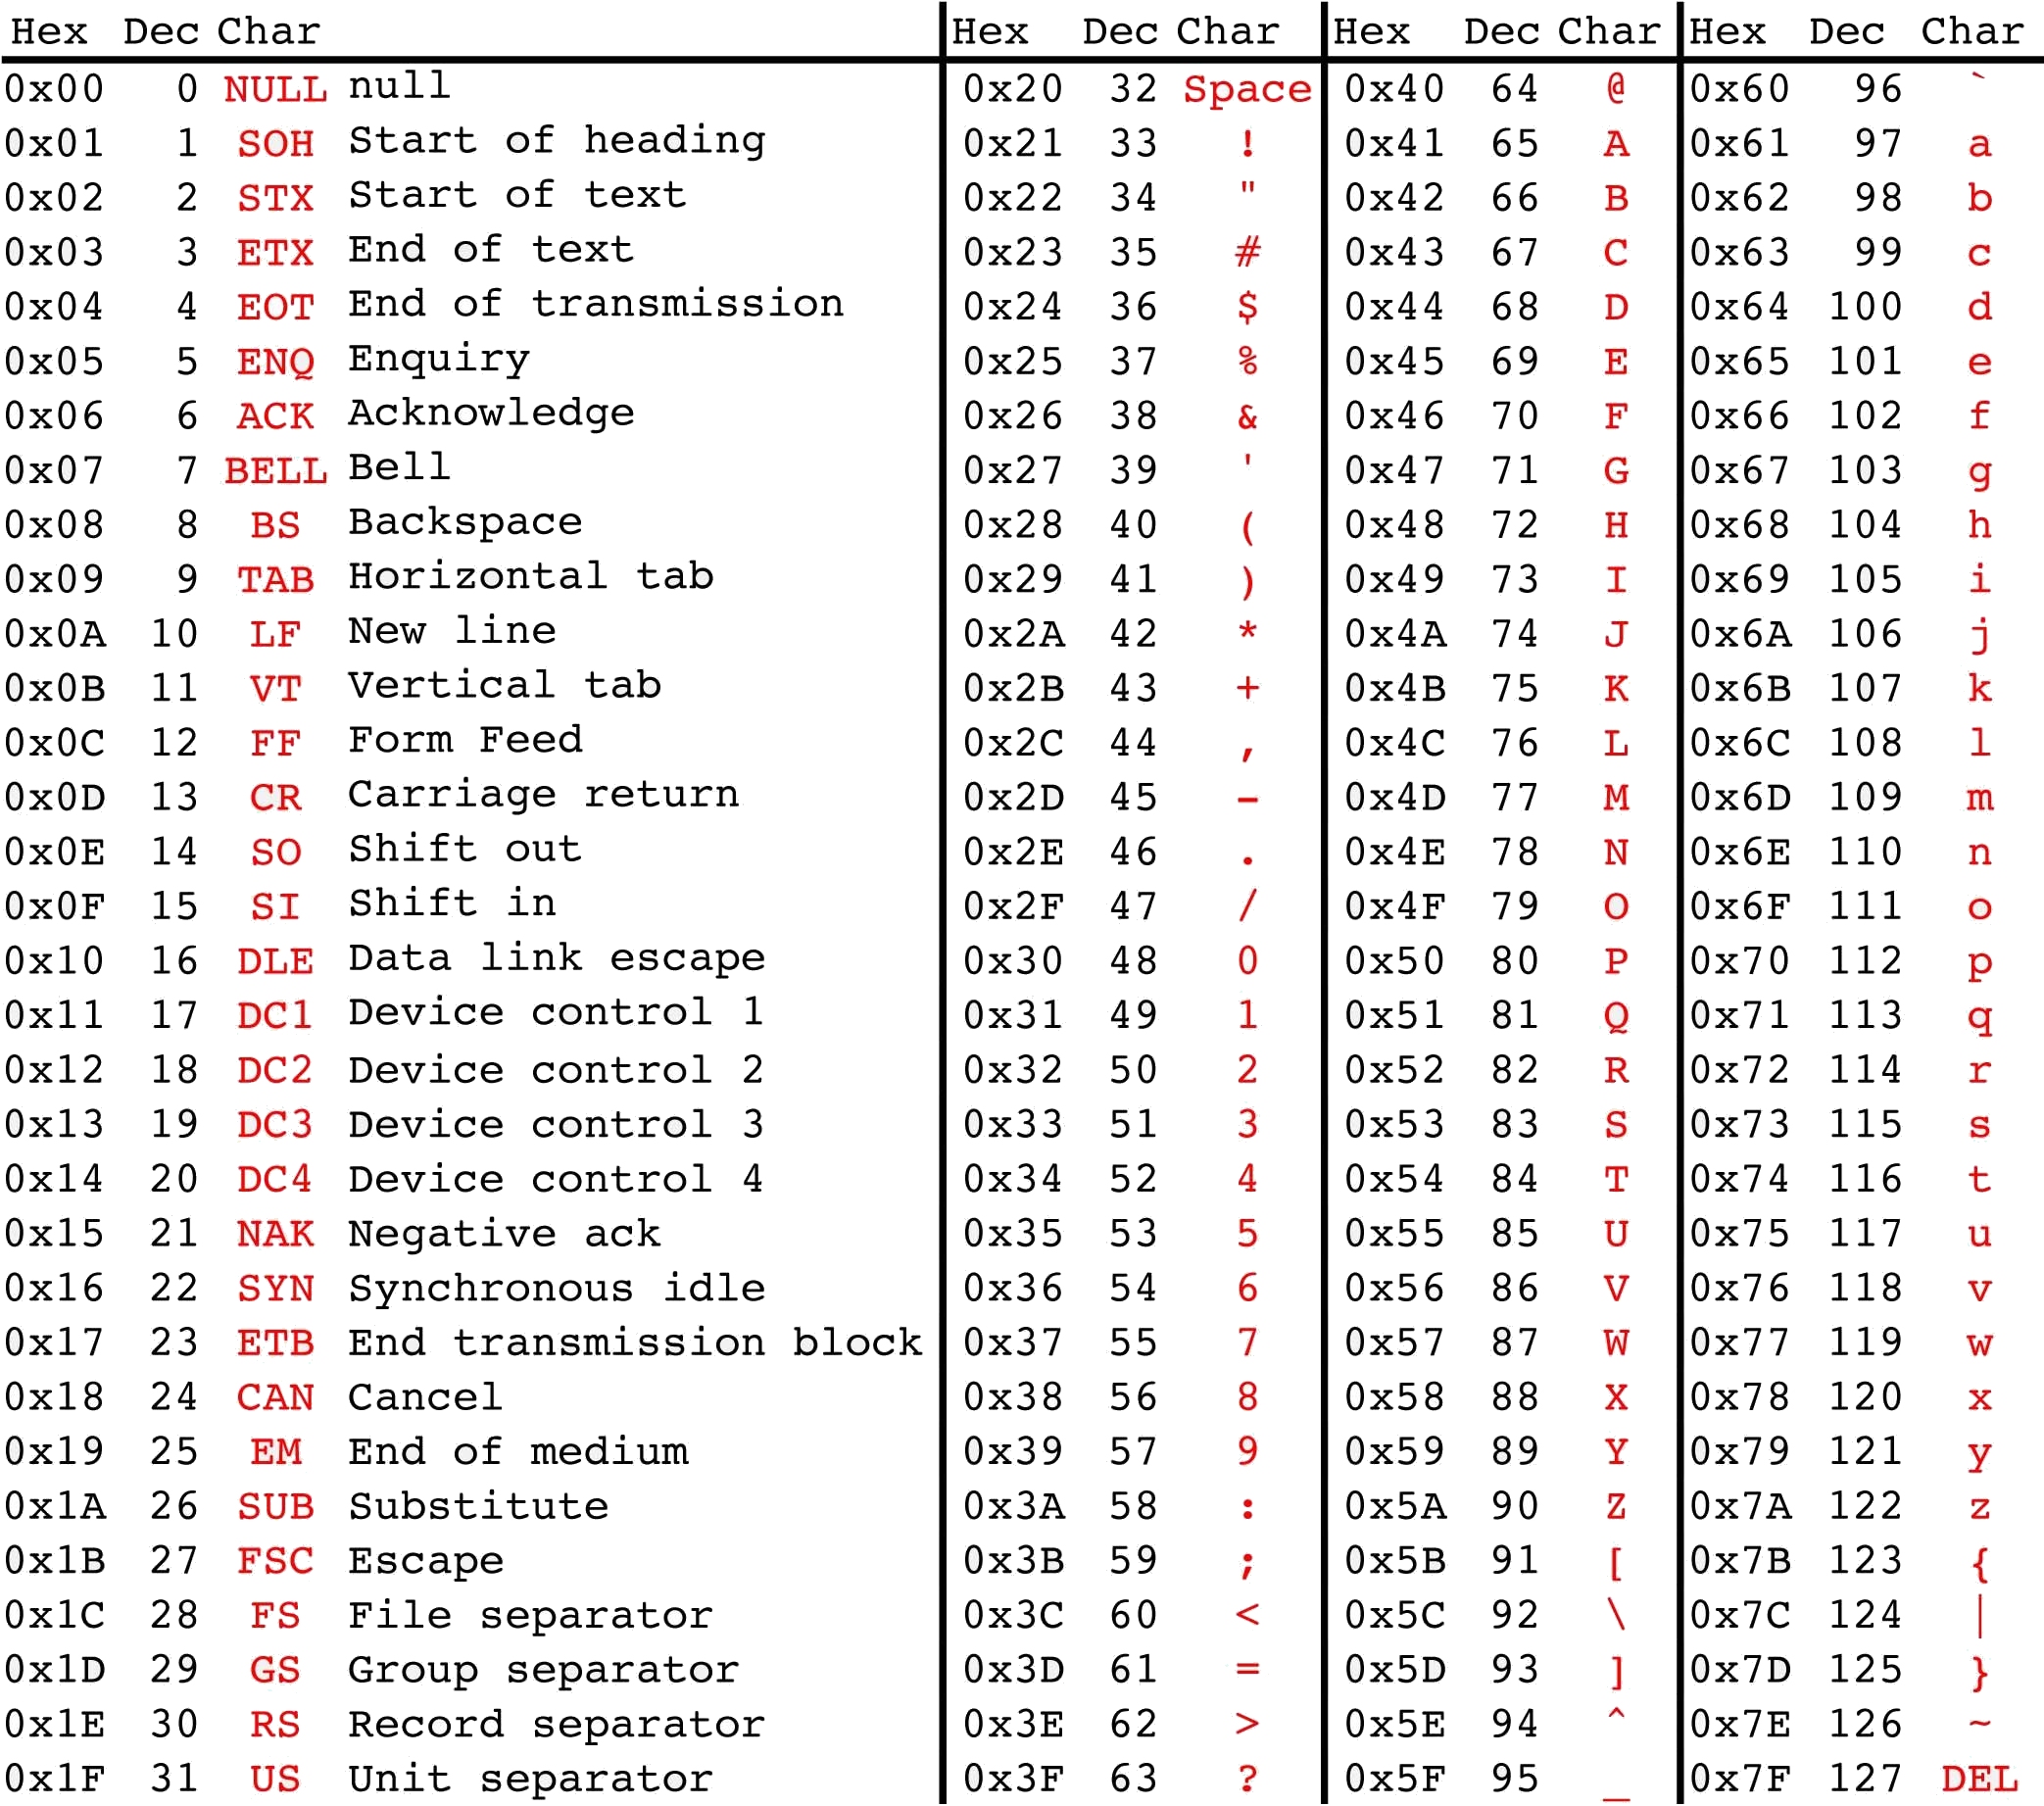 Hex Dec Char Hex Dec Char Hex Dec Char Hex Dec Char
0x00 0 NULL null 0x20 32 Space 0x40 64 @ 0x60 96 `
0x01 1 SOH Start of heading 0x21 33 ! 0x41 65 A 0x61 97 a
0x02 2 STX Start of text 0x22 34 " 0x42 66 B 0x62 98 b
0x03 3 ETX End of text 0x23 35 # 0x43 67 C 0x63 99 c
0x04 4 EOT End of transmission 0x24 36 $ 0x44 68 D 0x64 100 d
0x05 5 ENQ Enquiry 0x25 37 % 0x45 69 E 0x65 101 e
0x06 6 ACK Acknowledge 0x26 38 & 0x46 70 F 0x66 102 f
0x07 7 BELL Bell 0x27 39 ' 0x47 71 G 0x67 103 g
0x08 8 BS Backspace 0x28 40 ( 0x48 72 H 0x68 104 h
0x09 9 TAB Horizontal tab 0x29 41 ) 0x49 73 I 0x69 105 i
0x0A 10 LF New line 0x2A 42 * 0x4A 74 J 0x6A 106 j
0x0B 11 VT Vertical tab 0x2B 43 + 0x4B 75 K 0x6B 107 k
0x0C 12 FF Form Feed 0x2C 44 , 0x4C 76 L 0x6C 108 l
0x0D 13 CR Carriage return 0x2D 45 - 0x4D 77 M 0x6D 109 m
0x0E 14 SO Shift out 0x2E 46 . 0x4E 78 N 0x6E 110 n
0x0F 15 SI Shift in 0x2F 47 / 0x4F 79 O 0x6F 111 o
0x10 16 DLE Data link escape 0x30 48 0 0x50 80 P 0x70 112 p
0x11 17 DC1 Device control 1 0x31 49 1 0x51 81 Q 0x71 113 q
0x12 18 DC2 Device control 2 0x32 50 2 0x52 82 R 0x72 114 r
0x13 19 DC3 Device control 3 0x33 51 3 0x53 83 S 0x73 115 s
0x14 20 DC4 Device control 4 0x34 52 4 0x54 84 T 0x74 116 t
0x15 21 NAK Negative ack 0x35 53 5 0x55 85 U 0x75 117 u
0x16 22 SYN Synchronous idle 0x36 54 6 0x56 86 V 0x76 118 v
0x17 23 ETB End transmission block 0x37 55 7 0x57 87 W 0x77 119 w
0x18 24 CAN Cancel 0x38 56 8 0x58 88 X 0x78 120 x
0x19 25 EM End of medium 0x39 57 9 0x59 89 Y 0x79 121 y
0x1A 26 SUB Substitute 0x3A 58 : 0x5A 90 Z 0x7A 122 z
0x1B 27 FSC Escape 0x3B 59 ; 0x5B 91 [ 0x7B 123 {
0x1C 28 FS File separator 0x3C 60 < 0x5C 92 \ 0x7C 124 |
0x1D 29 GS Group separator 0x3D 61 = 0x5D 93 ] 0x7D 125 }
0x1E 30 RS Record separator 0x3E 62 > 0x5E 94 ^ 0x7E 126 ~
0x1F 31 US Unit separator 0x3F 63 ? 0x5F 95 _ 0x7F 127 DEL